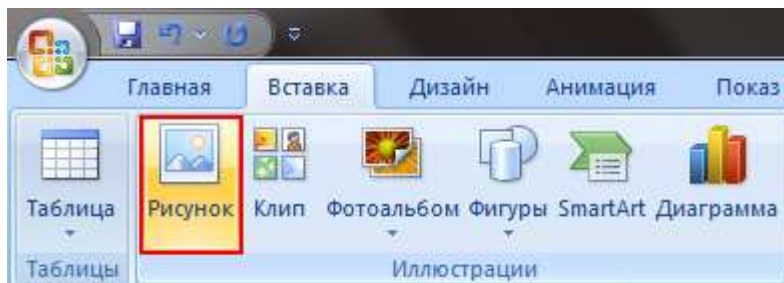 Главная Вставка Дизайн Анимация Показ
Таблица Рисунок Клип Фотоальбом Фигуры SmartArt Диаграмма
Таблицы Иллюстрации